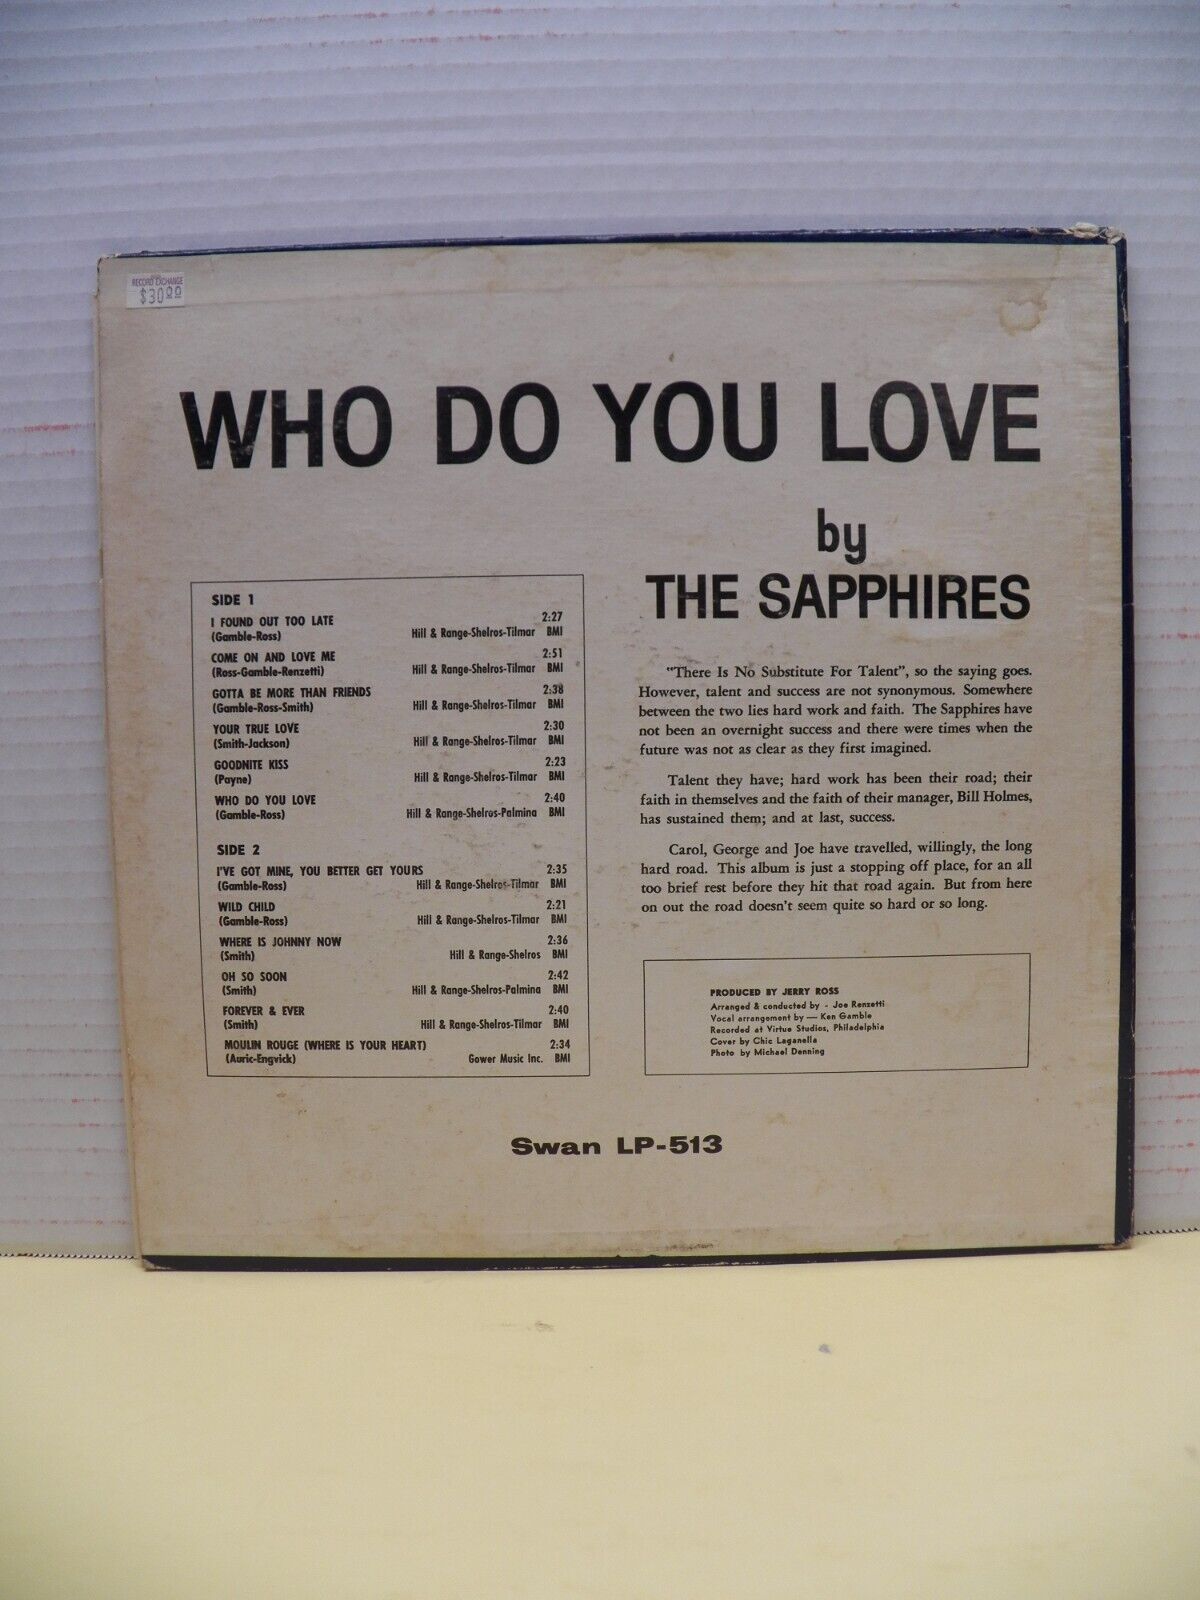 RECORD EXCHANGE
$30.00
WHO DO YOU LOVE
by
THE SAPPHIRES
SIDE 1
I FOUND OUT TOO LATE 2:27
(Gamble-Ross) Hill & Range-Shelros-Tilmar BMI
COME ON AND LOVE ME 2:51
(Ross-Gamble-Renzetti) Hill & Range-Shelros-Tilmar BMI
GOTTA BE MORE THAN FRIENDS 2:38
(Gamble-Ross-Smith) Hill & Range-Shelros-Tilmar BMI
YOUR TRUE LOVE 2:30
(Smith-Jackson) Hill & Range-Shelros-Tilmar BMI
GOODNITE KISS 2:23
(Payne) Hill & Range-Shelros-Tilmar BMI
WHO DO YOU LOVE 2:40
(Gamble-Ross) Hill & Range-Shelros-Palmina BMI
SIDE 2
I'VE GOT MINE, YOU BETTER GET YOURS 2:35
(Gamble-Ross) Hill & Range-Shelros-Tilmar BMI
WILD CHILD 2:21
(Gamble-Ross) Hill & Range-Shelros-Tilmar BMI
WHERE IS JOHNNY NOW 2:36
(Smith) Hill & Range-Shelros BMI
OH SO SOON 2:42
(Smith) Hill & Range-Shelros-Palmina BMI
FOREVER & EVER 2:40
(Smith) Hill & Range-Shelros-Tilmar BMI
MOULIN ROUGE (WHERE IS YOUR HEART) 2:34
(Auric-Engvick) Gower Music Inc. BMI
"There Is No Substitute For Talent", so the saying goes.
However, talent and success are not synonymous. Somewhere
between the two lies hard work and faith. The Sapphires have
not been an overnight success and there were times when the
future was not as clear as they first imagined.
Talent they have; hard work has been their road; their
faith in themselves and the faith of their manager, Bill Holmes,
has sustained them; and at last, success.
Carol, George and Joe have travelled, willingly, the long
hard road. This album is just a stopping off place, for an all
too brief rest before they hit that road again. But from here
on out the road doesn't seem quite so hard or so long.
PRODUCED BY JERRY ROSS
Arranged & conducted by - Joe Renzetti
Vocal arrangement by — Ken Gamble
Recorded at Virtue Studios, Philadelphia
Cover by Chic Laganella
Photo by Michael Denning
Swan LP-513